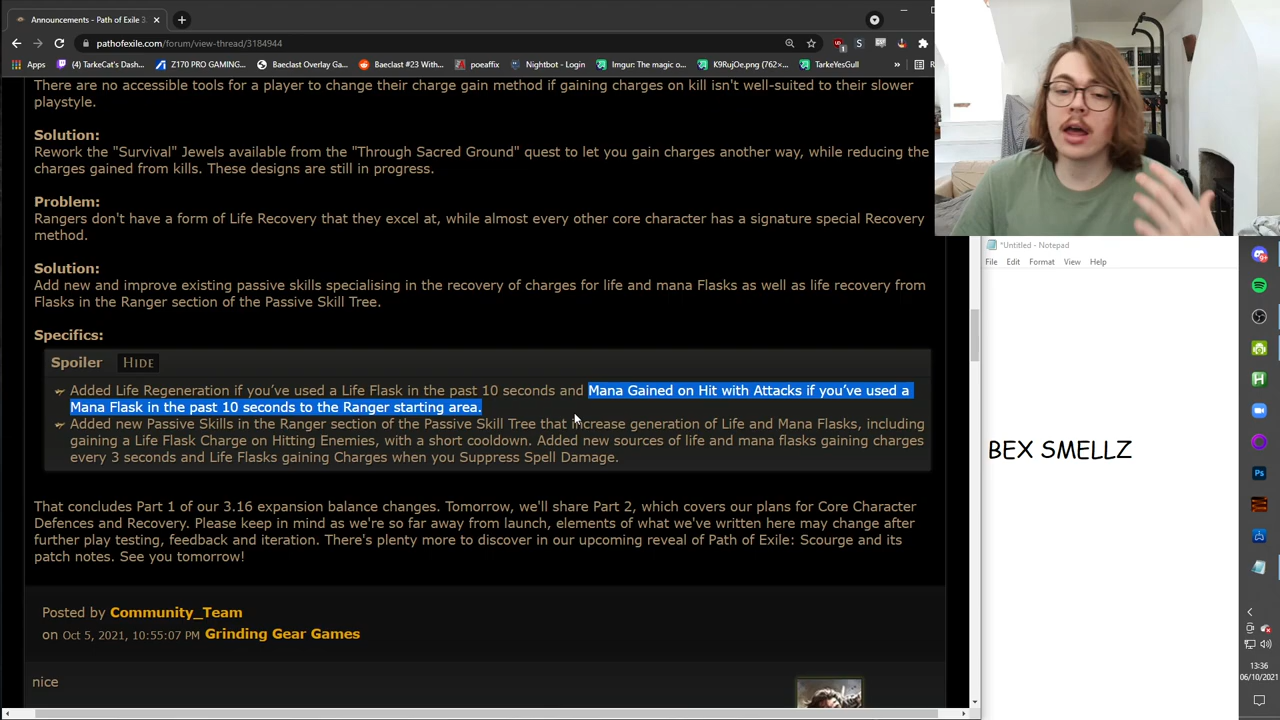 Announcements - Path of Exile 3.
pathofexile.com/forum/view-thread/3184944
Apps
(4) TarkeCat's Dash...
Z170 PRO GAMING...
Baeclast Overlay Ga...
Baeclast #23 With...
poeaffix
Nightbot - Login
Imgur: The magic o...
K9RujOe.png (762×...
TarkeYesGull
There are no accessible tools for a player to change their charge gain method if gaining charges on kill isn't well-suited to their slower
playstyle.
Solution:
Rework the "Survival" Jewels available from the "Through Sacred Ground" quest to let you gain charges another way, while reducing the
charges gained from kills. These designs are still in progress.
Problem:
Rangers don't have a form of Life Recovery that they excel at, while almost every other core character has a signature special Recovery
method.
Solution:
Add new and improve existing passive skills specialising in the recovery of charges for life and mana Flasks as well as life recovery from
Flasks in the Ranger section of the Passive Skill Tree.
Specifics:
Spoiler HIDE
Added Life Regeneration if you've used a Life Flask in the past 10 seconds and Mana Gained on Hit with Attacks if you've used a
Mana Flask in the past 10 seconds to the Ranger starting area.
Added new Passive Skills in the Ranger section of the Passive Skill Tree that increase generation of Life and Mana Flasks, including
gaining a Life Flask Charge on Hitting Enemies, with a short cooldown. Added new sources of life and mana flasks gaining charges
every 3 seconds and Life Flasks gaining Charges when you Suppress Spell Damage.
That concludes Part 1 of our 3.16 expansion balance changes. Tomorrow, we'll share Part 2, which covers our plans for Core Character
Defences and Recovery. Please keep in mind as we're so far away from launch, elements of what we've written here may change after
further play testing, feedback and iteration. There's plenty more to discover in our upcoming reveal of Path of Exile: Scourge and its
patch notes. See you tomorrow!
Posted by Community_Team
on Oct 5, 2021, 10:55:07 PM Grinding Gear Games
nice
*Untitled - Notepad
File Edit Format View Help
BEX SMELLZ
13:36
06/10/2021